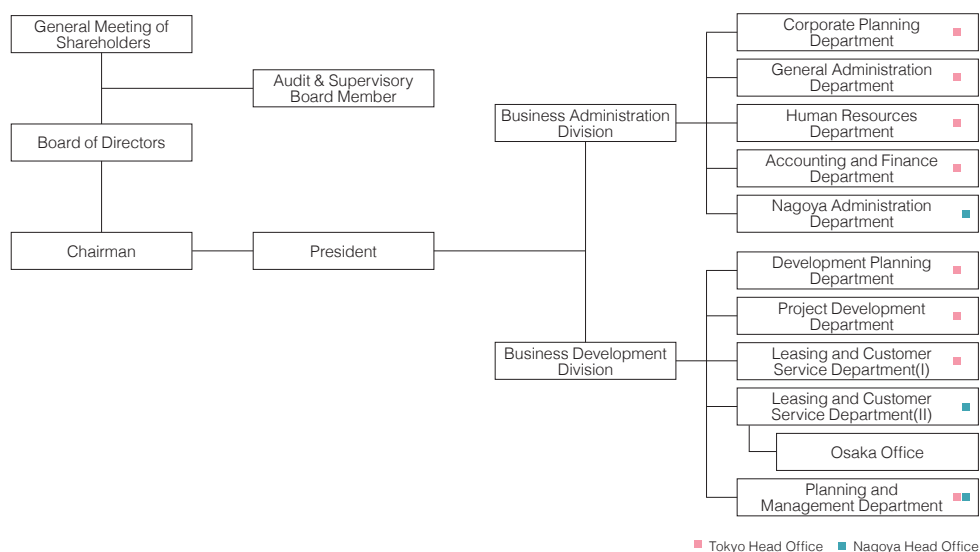 General Meeting of
Shareholders
Audit & Supervisory
Board Member
Board of Directors
Chairman
President
Business Administration
Division
Corporate Planning
Department
General Administration
Department
Human Resources
Department
Accounting and Finance
Department
Nagoya Administration
Department
Business Development
Division
Development Planning
Department
Project Development
Department
Leasing and Customer
Service Department(I)
Leasing and Customer
Service Department(II)
Osaka Office
Planning and
Management Department
Tokyo Head Office
Nagoya Head Office